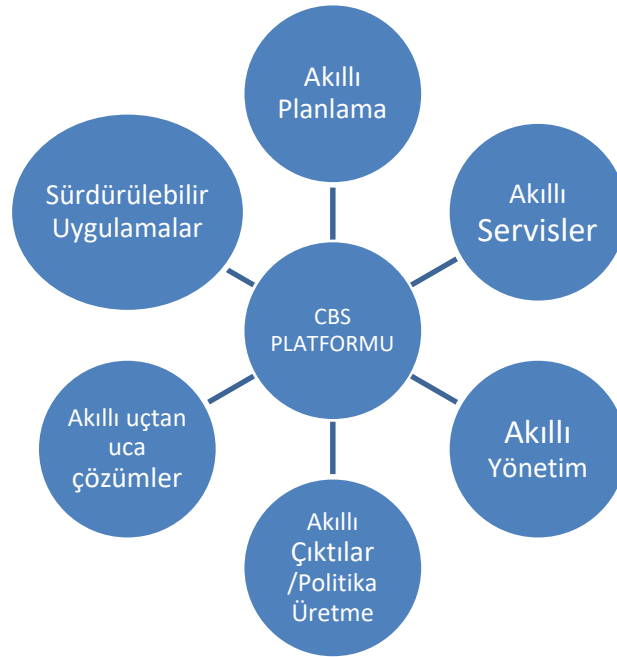 Akıllı
Planlama
Sürdürülebilir
Uygulamalar
Akıllı
Servisler
CBS
PLATFORMU
Akıllı uçtan
uca
çözümler
Akıllı
Yönetim
Akıllı
Çıktılar
/Politika
Üretme